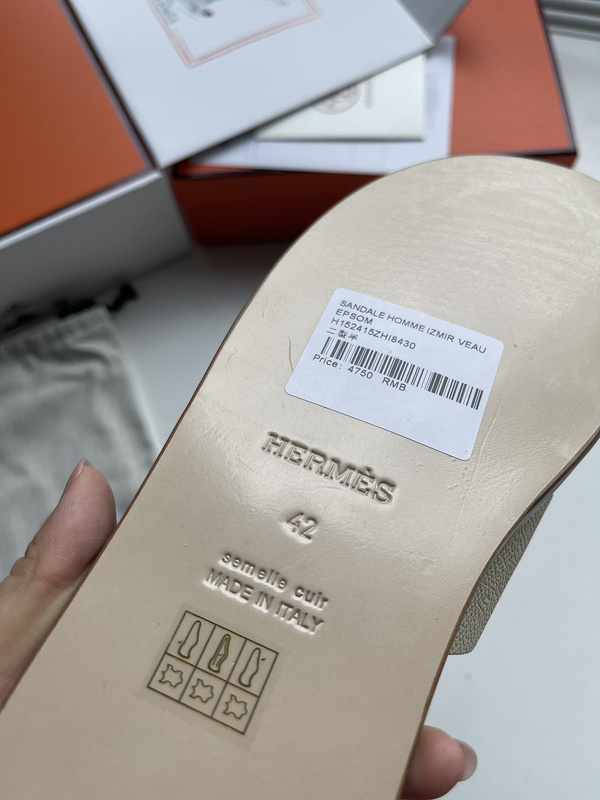 SANDALE HOMME IZMIR VEAU
EPSOM
H152415ZHI8430
二型半
Price: 4750 RMB
HERMÈS
42
semelle cuir
MADE IN ITALY